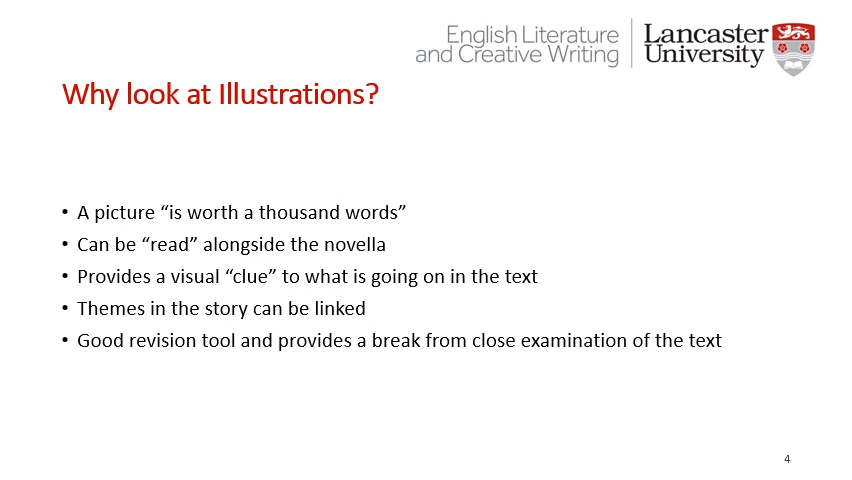 English Literature
and Creative Writing
Lancaster
University
Why look at Illustrations?
• A picture “is worth a thousand words”
• Can be “read” alongside the novella
• Provides a visual “clue” to what is going on in the text
• Themes in the story can be linked
• Good revision tool and provides a break from close examination of the text
4